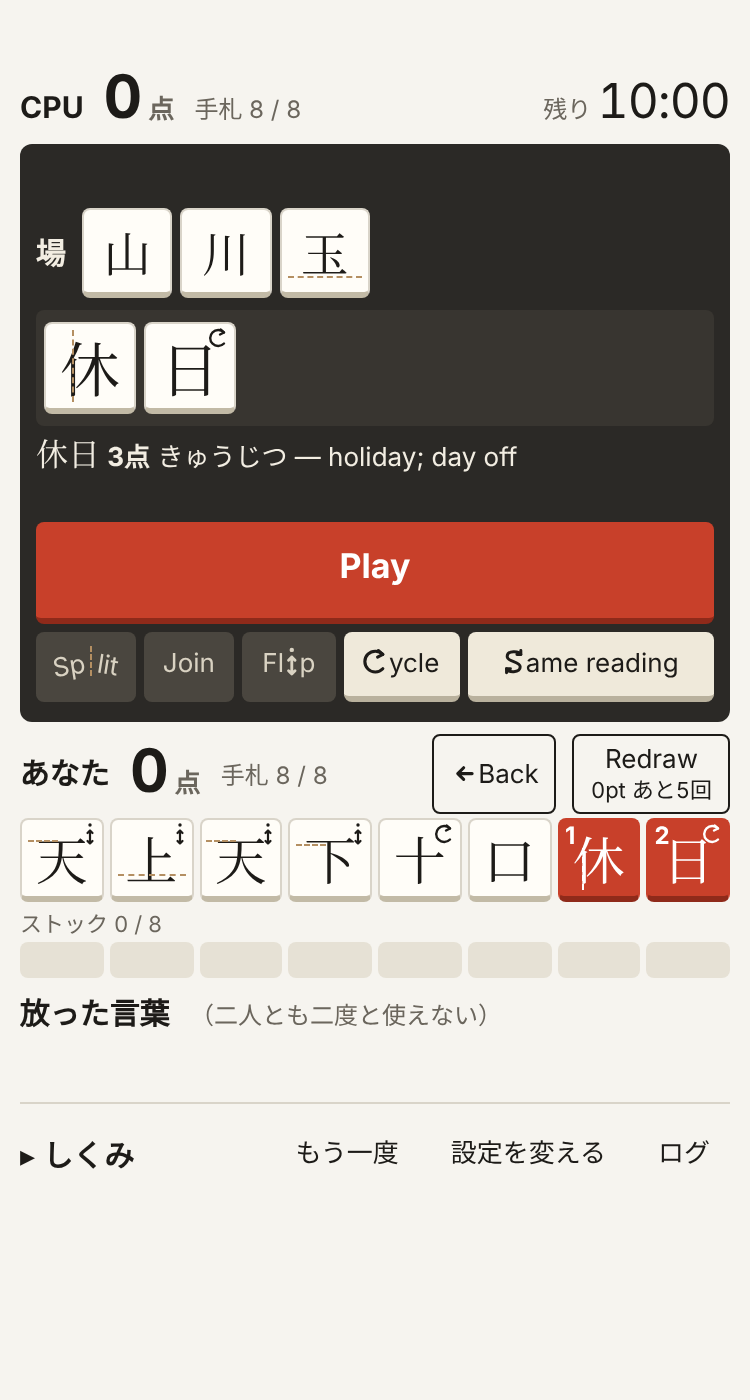 CPU 0点 手札 8 / 8 残り 10:00
場 山 川 玉
休 日
休日 3点 きゅうじつ — holiday; day off
Play
Split Join Flip Cycle Same reading
あなた 0点 手札 8 / 8 ←Back Redraw
0pt あと5回
天 上 天 下 十 口 1 休 2 日
ストック 0 / 8
放った言葉 （二人とも二度と使えない）
▸ しくみ もう一度 設定を変える ログ